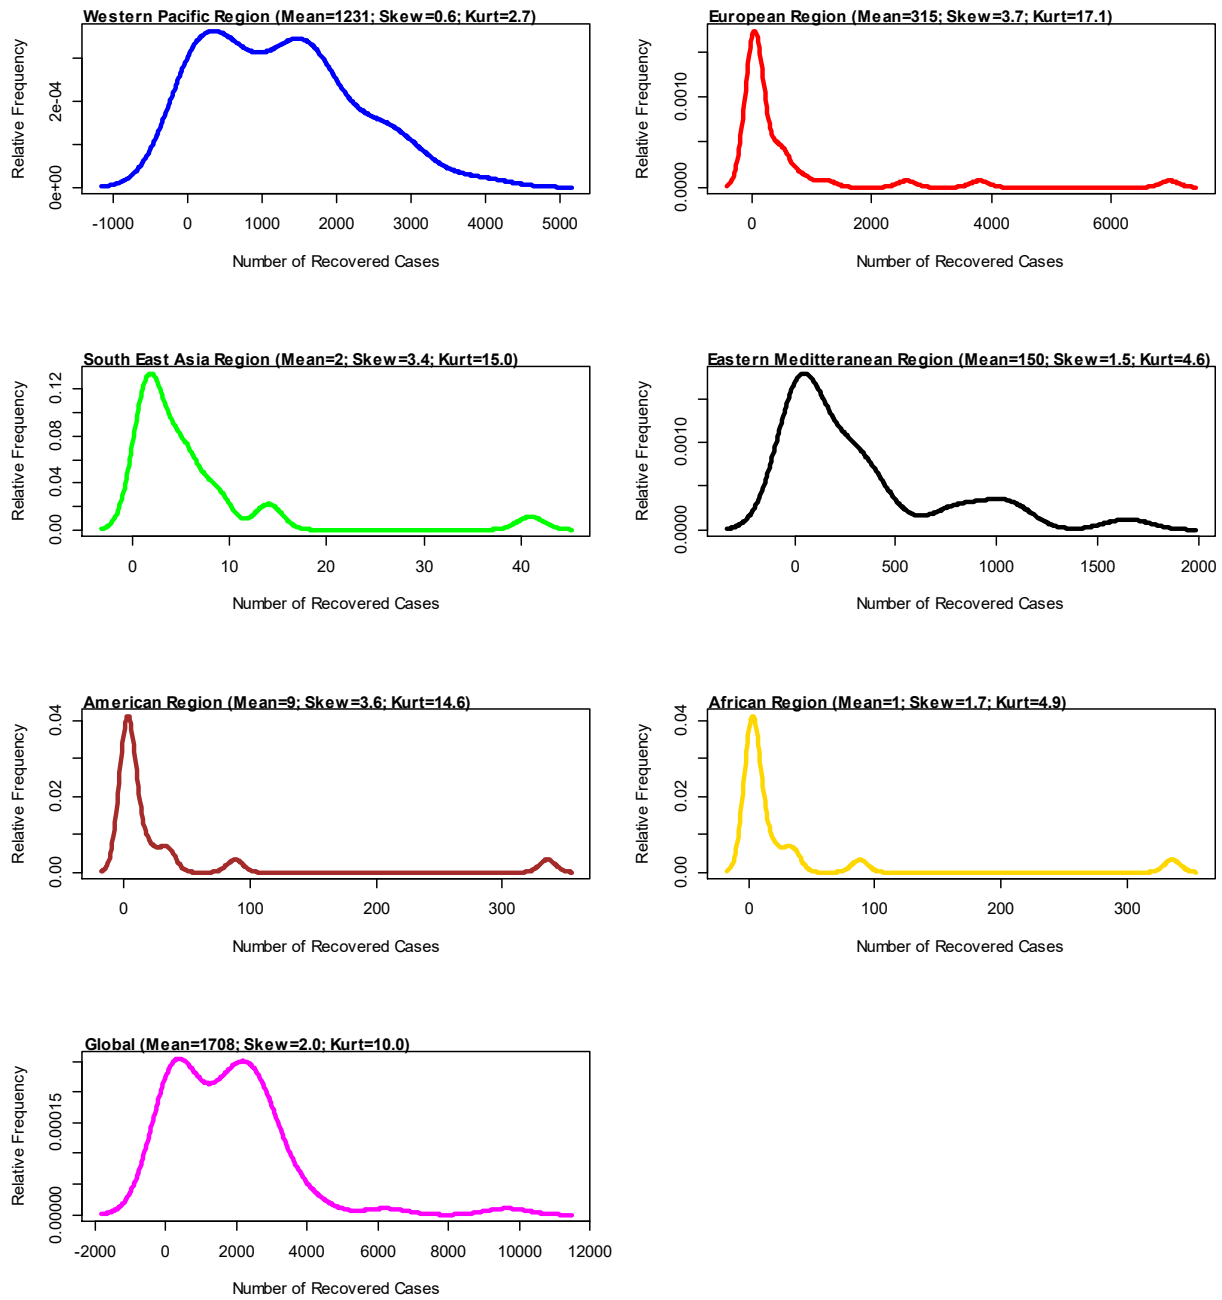 Western Pacific Region (Mean=1231; Skew=0.6; Kurt=2.7)
Relative Frequency
0e+00 2e-04
-1000 0 1000 2000 3000 4000 5000
Number of Recovered Cases
European Region (Mean=315; Skew=3.7; Kurt=17.1)
Relative Frequency
0.0000 0.0010
0 2000 4000 6000
Number of Recovered Cases
South East Asia Region (Mean=2; Skew=3.4; Kurt=15.0)
Relative Frequency
0.00 0.04 0.08 0.12
0 10 20 30 40
Number of Recovered Cases
Eastern Meditteranean Region (Mean=150; Skew=1.5; Kurt=4.6)
Relative Frequency
0.0000 0.0010
0 500 1000 1500 2000
Number of Recovered Cases
American Region (Mean=9; Skew=3.6; Kurt=14.6)
Relative Frequency
0.00 0.02 0.04
0 100 200 300
Number of Recovered Cases
African Region (Mean=1; Skew=1.7; Kurt=4.9)
Relative Frequency
0.00 0.02 0.04
0 100 200 300
Number of Recovered Cases
Global (Mean=1708; Skew=2.0; Kurt=10.0)
Relative Frequency
0.00000 0.00015
-2000 0 2000 4000 6000 8000 10000 12000
Number of Recovered Cases